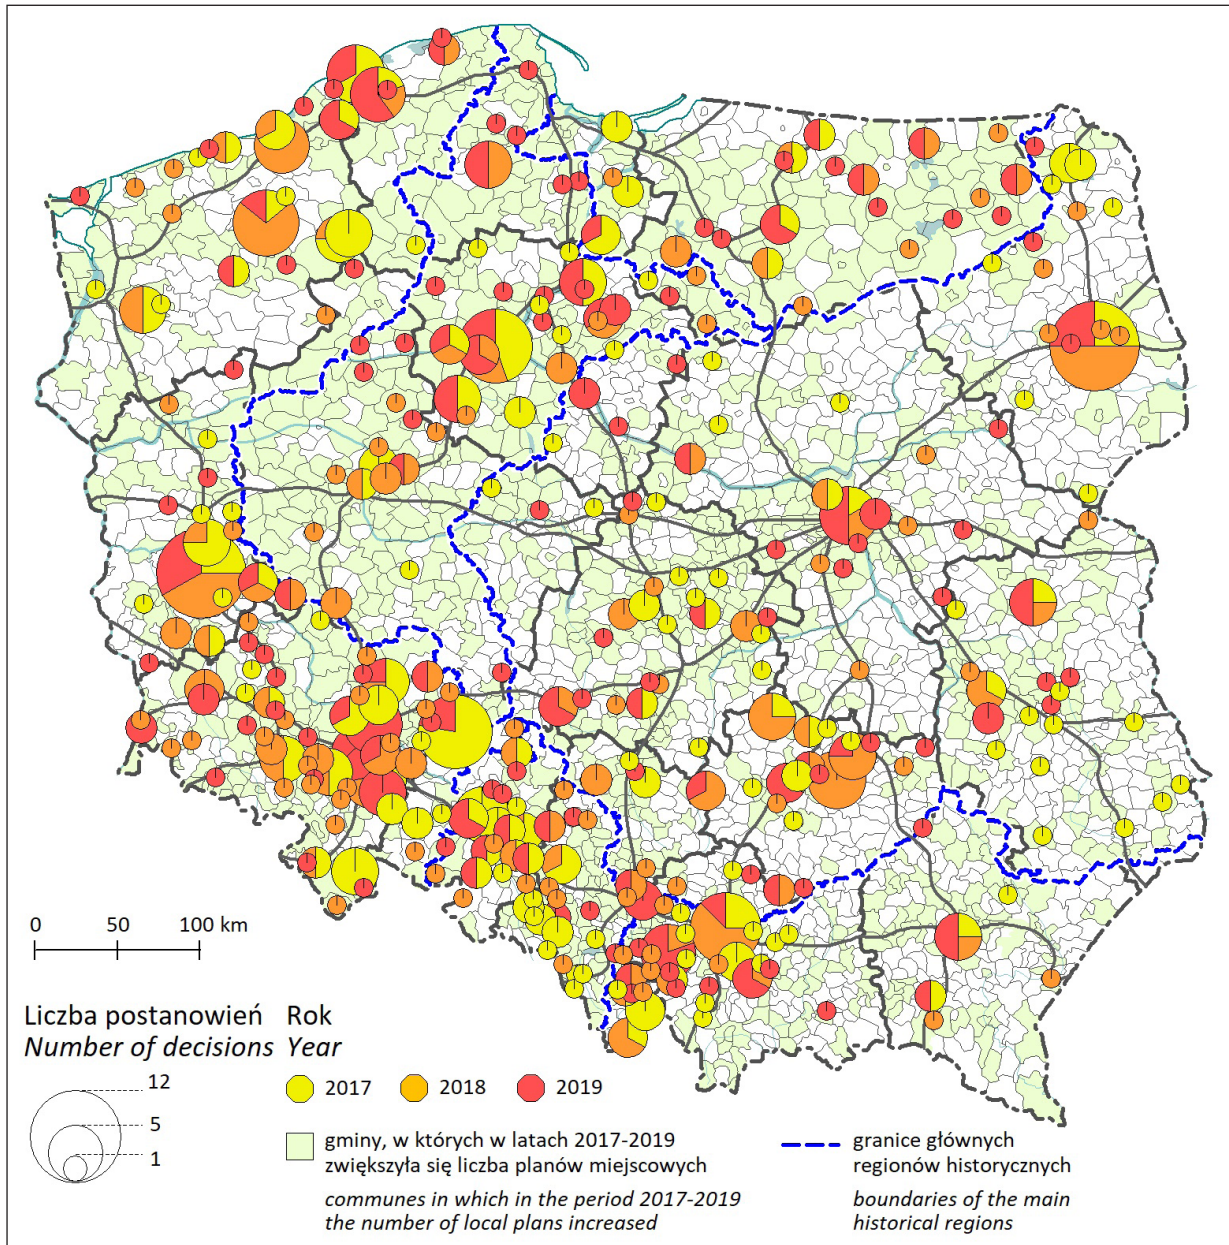 0 50 100 km
Liczba postanowień
Number of decisions
12
5
1
Rok
Year
2017 2018 2019
gminy, w których w latach 2017-2019
zwiększyła się liczba planów miejscowych
communes in which in the period 2017-2019
the number of local plans increased
granice głównych
regionów historycznych
boundaries of the main
historical regions